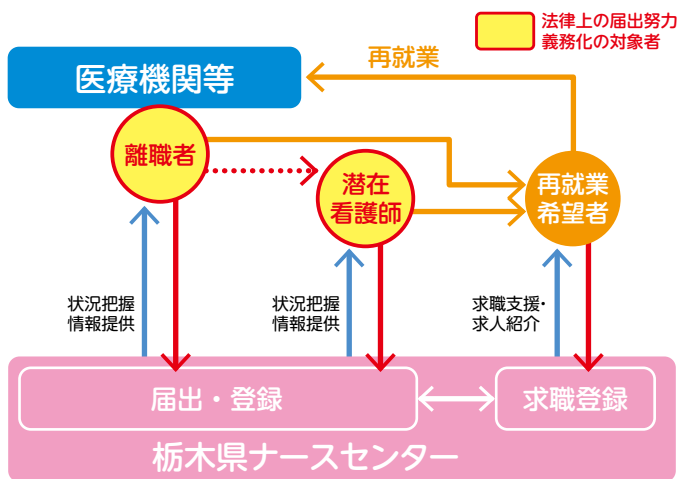 法律上の届出努力
義務化の対象者
再就業
医療機関等
離職者
潜在
看護師
再就業
希望者
状況把握
情報提供
状況把握
情報提供
求職支援・
求人紹介
届出・登録
求職登録
栃木県ナースセンター